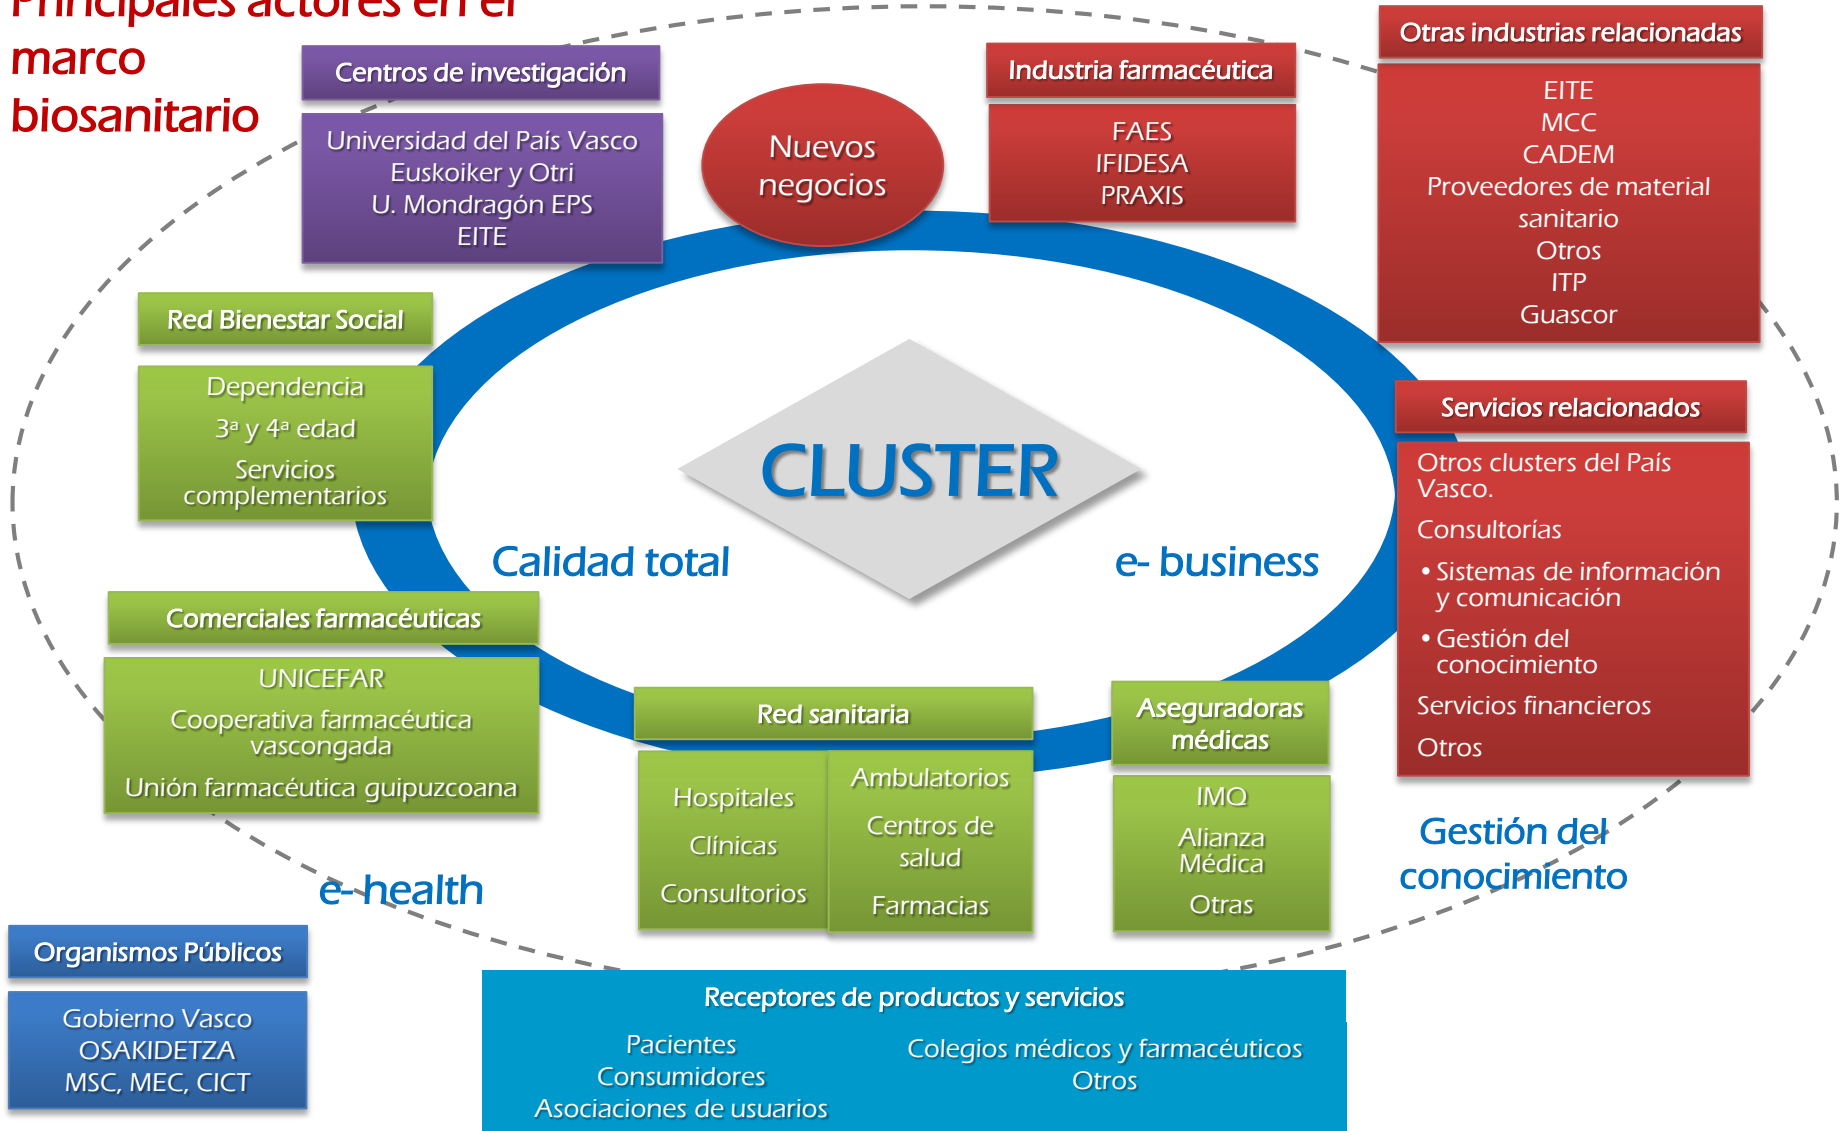 Principales actores en el
marco
biosanitario
Centros de investigación
Universidad del País Vasco
Euskoiker y Otri
U. Mondragón EPS
EITE
Nuevos
negocios
Industria farmacéutica
FAES
IFIDESA
PRAXIS
Otras industrias relacionadas
EITE
MCC
CADEM
Proveedores de material
sanitario
Otros
ITP
Guascor
Red Bienestar Social
Dependencia
3ª y 4ª edad
Servicios
complementarios
CLUSTER
Calidad total
e- business
Servicios relacionados
Otros clusters del País
Vasco.
Consultorías
• Sistemas de información
y comunicación
• Gestión del
conocimiento
Servicios financieros
Otros
Comerciales farmacéuticas
UNICEFAR
Cooperativa farmacéutica
vascongada
Unión farmacéutica guipuzcoana
Red sanitaria
Hospitales
Clínicas
Consultorios
Ambulatorios
Centros de
salud
Farmacias
Aseguradoras
médicas
IMQ
Alianza
Médica
Otras
Gestión del
conocimiento
e- health
Organismos Públicos
Gobierno Vasco
OSAKIDETZA
MSC, MEC, CICT
Receptores de productos y servicios
Pacientes
Consumidores
Asociaciones de usuarios
Colegios médicos y farmacéuticos
Otros